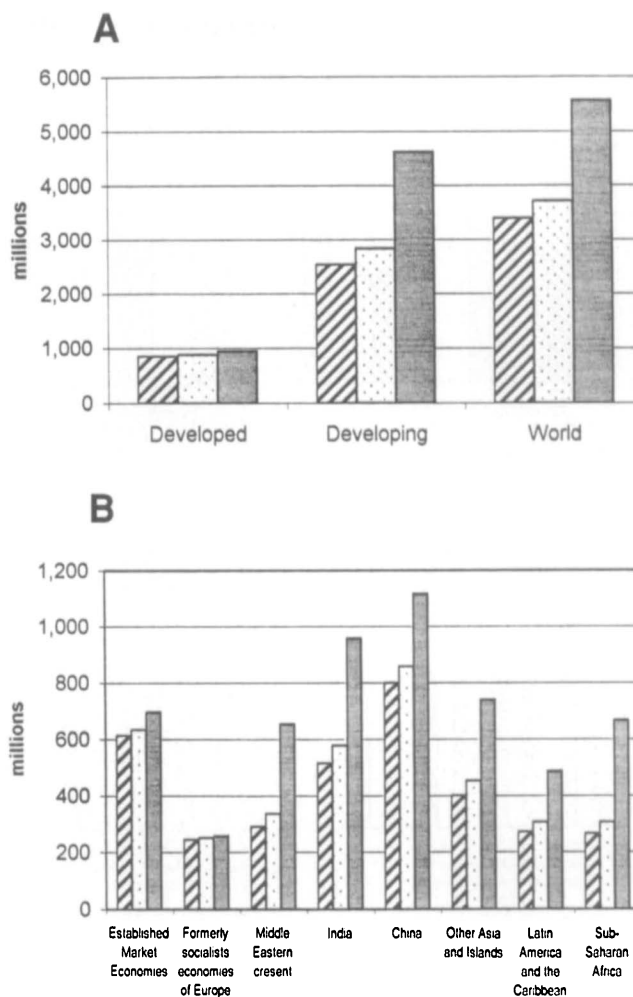 A
6,000
5,000
4,000
3,000
2,000
1,000
0
millions
Developed Developing World
B
1,200
1,000
800
600
400
200
0
millions
Established Market Economies
Formerly socialists economies of Europe
Middle Eastern cresent
India
China
Other Asia and Islands
Latin America and the Caribbean
Sub-Saharan Africa